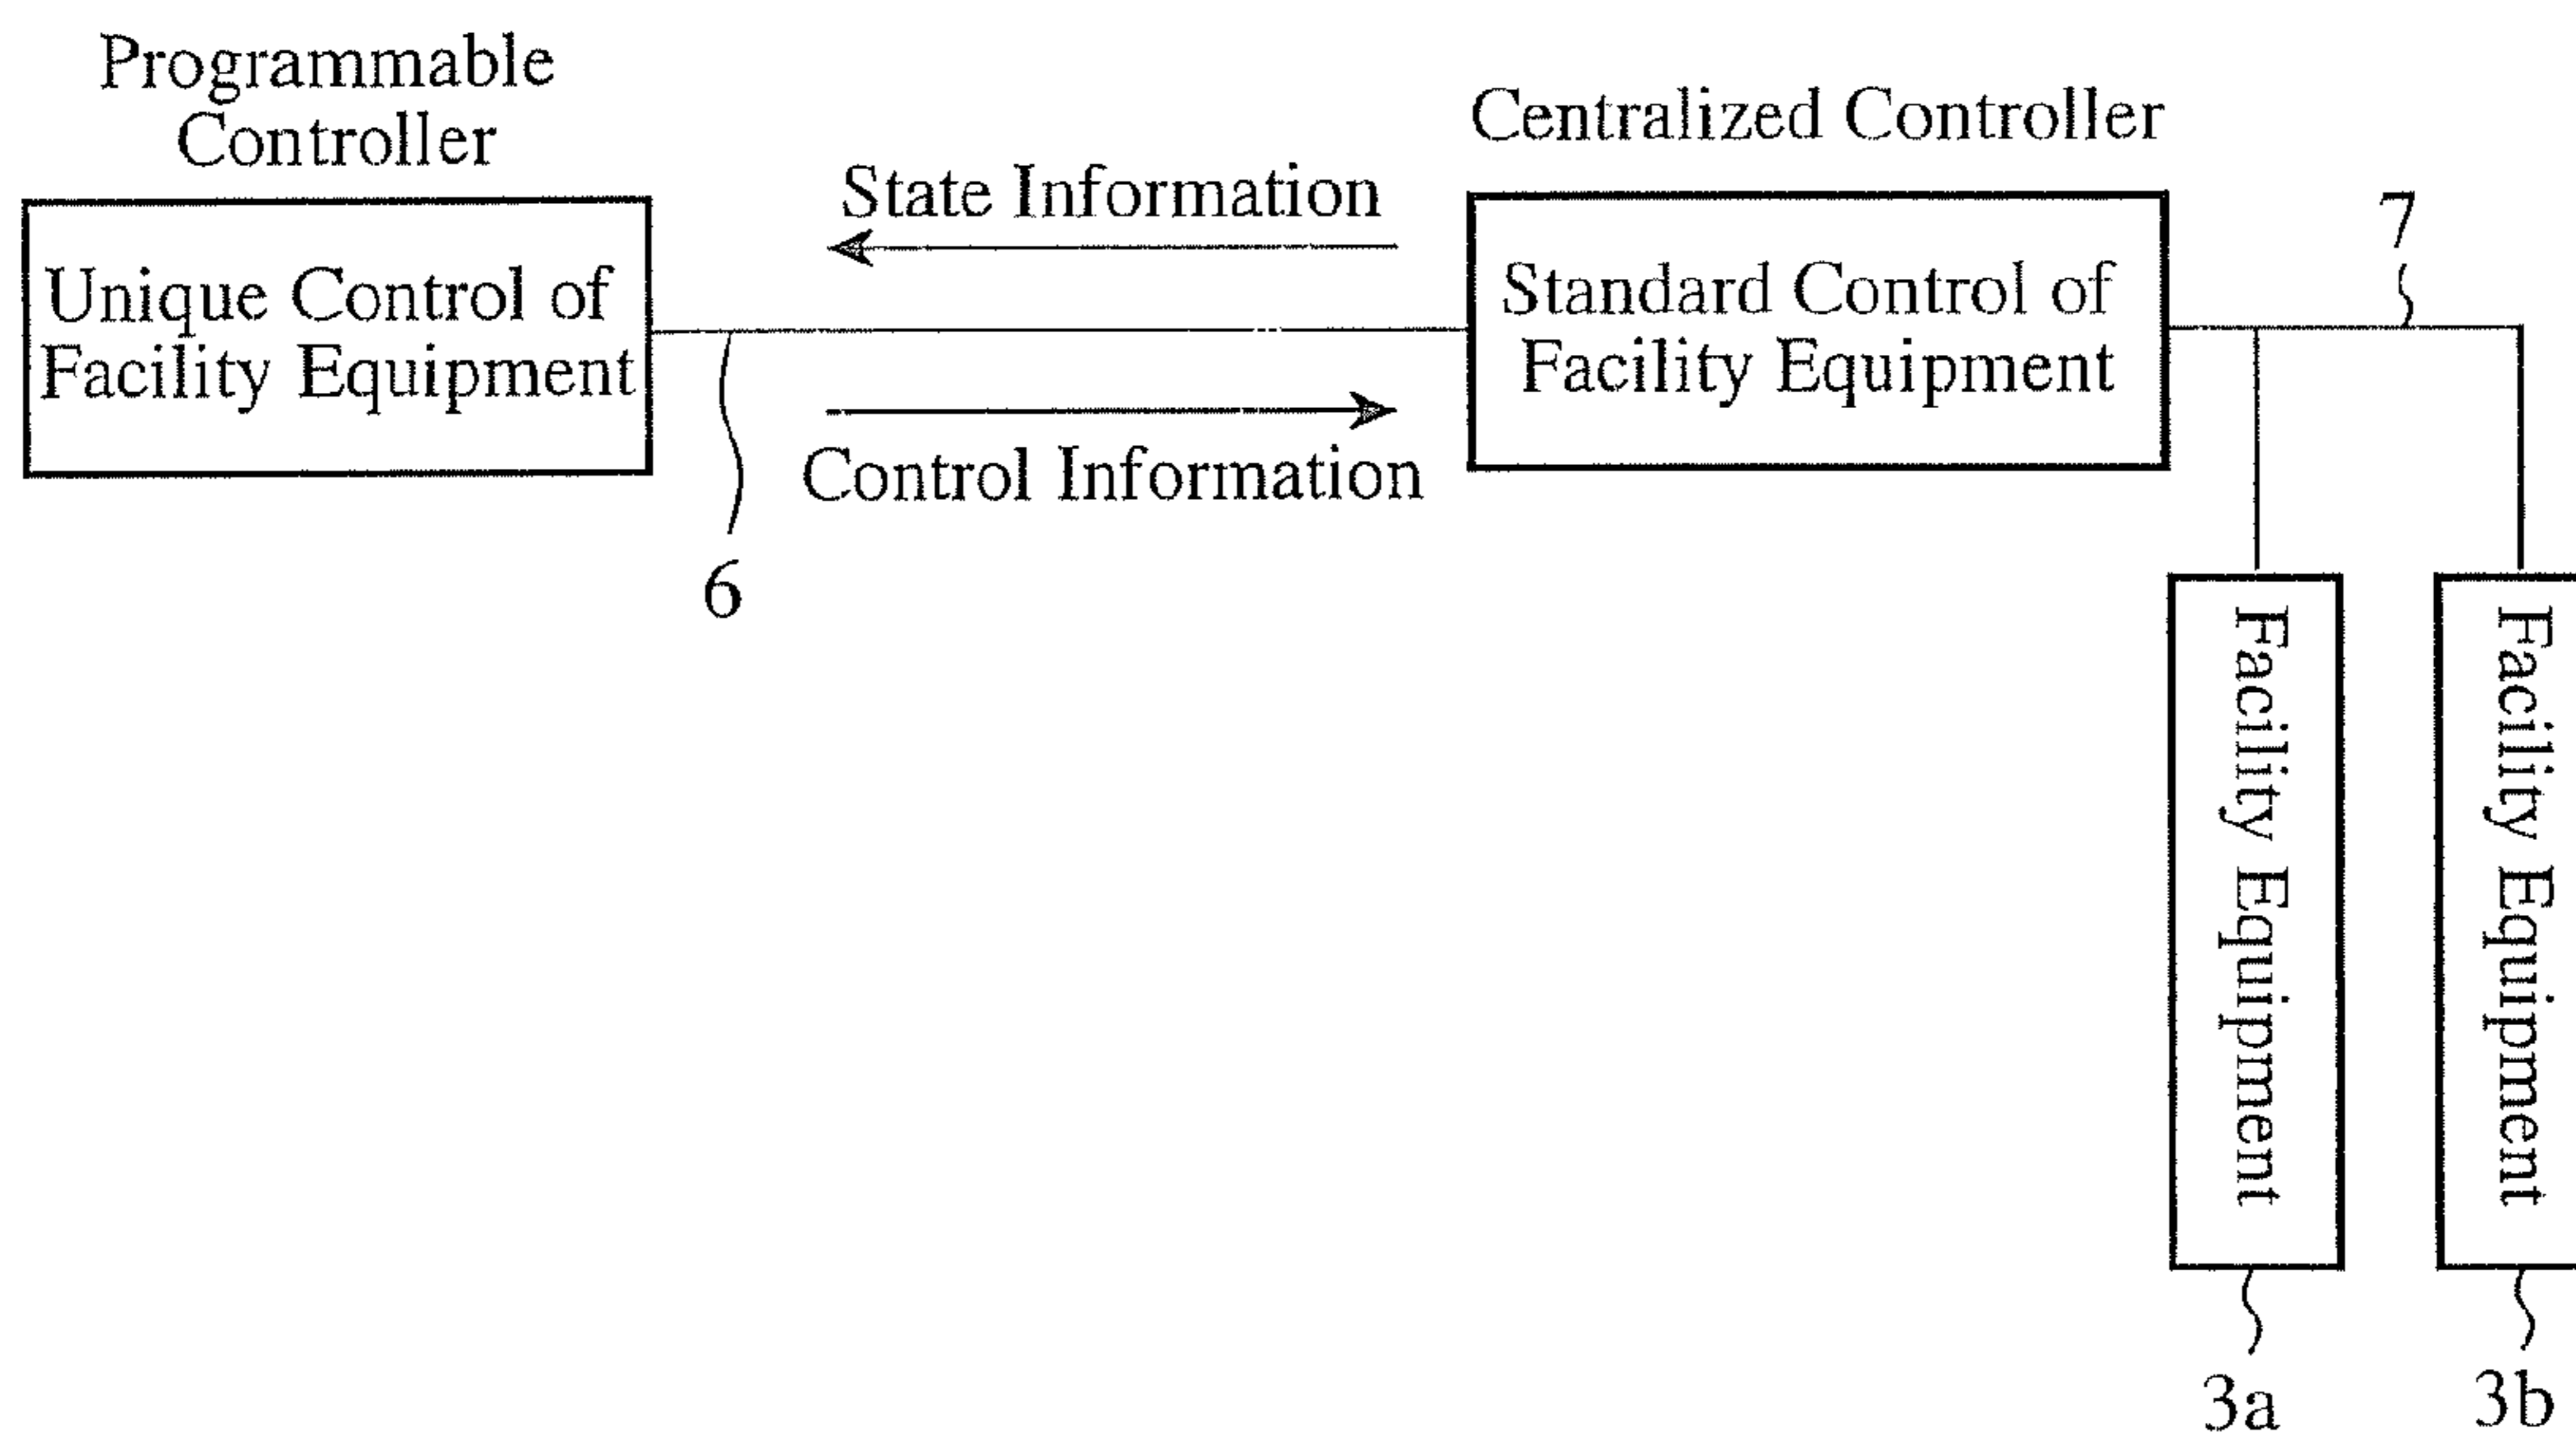 Programmable
Controller
Unique Control of
Facility Equipment
State Information
Control Information
6
Centralized Controller
Standard Control of
Facility Equipment
7
Facility Equipment
Facility Equipment
3a
3b